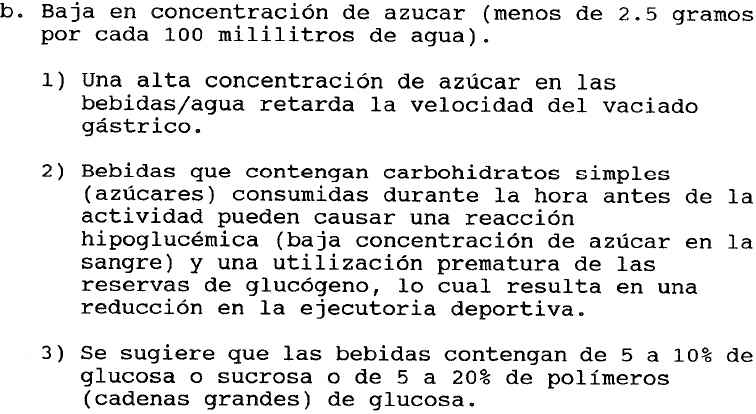 b. Baja en concentración de azucar (menos de 2.5 gramos
por cada 100 mililitros de agua).
1) Una alta concentración de azúcar en las
bebidas/agua retarda la velocidad del vaciado
gástrico.
2) Bebidas que contengan carbohidratos simples
(azúcares) consumidas durante la hora antes de la
actividad pueden causar una reacción
hipoglucémica (baja concentración de azúcar en la
sangre) y una utilización prematura de las
reservas de glucógeno, lo cual resulta en una
reducción en la ejecutoria deportiva.
3) Se sugiere que las bebidas contengan de 5 a 10% de
glucosa o sucrosa o de 5 a 20% de polímeros
(cadenas grandes) de glucosa.